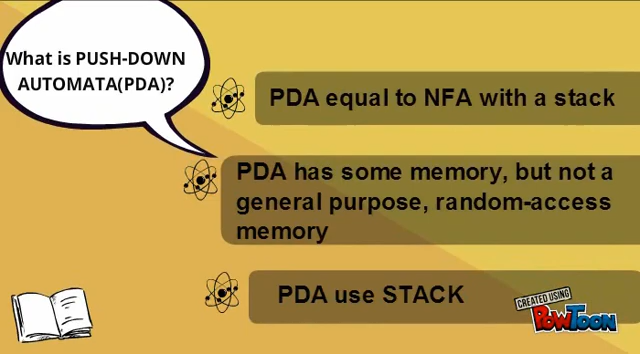 What is PUSH-DOWN
AUTOMATA(PDA)?
PDA equal to NFA with a stack
PDA has some memory, but not a
general purpose, random-access
memory
PDA use STACK
CREATED USING
POWTOON